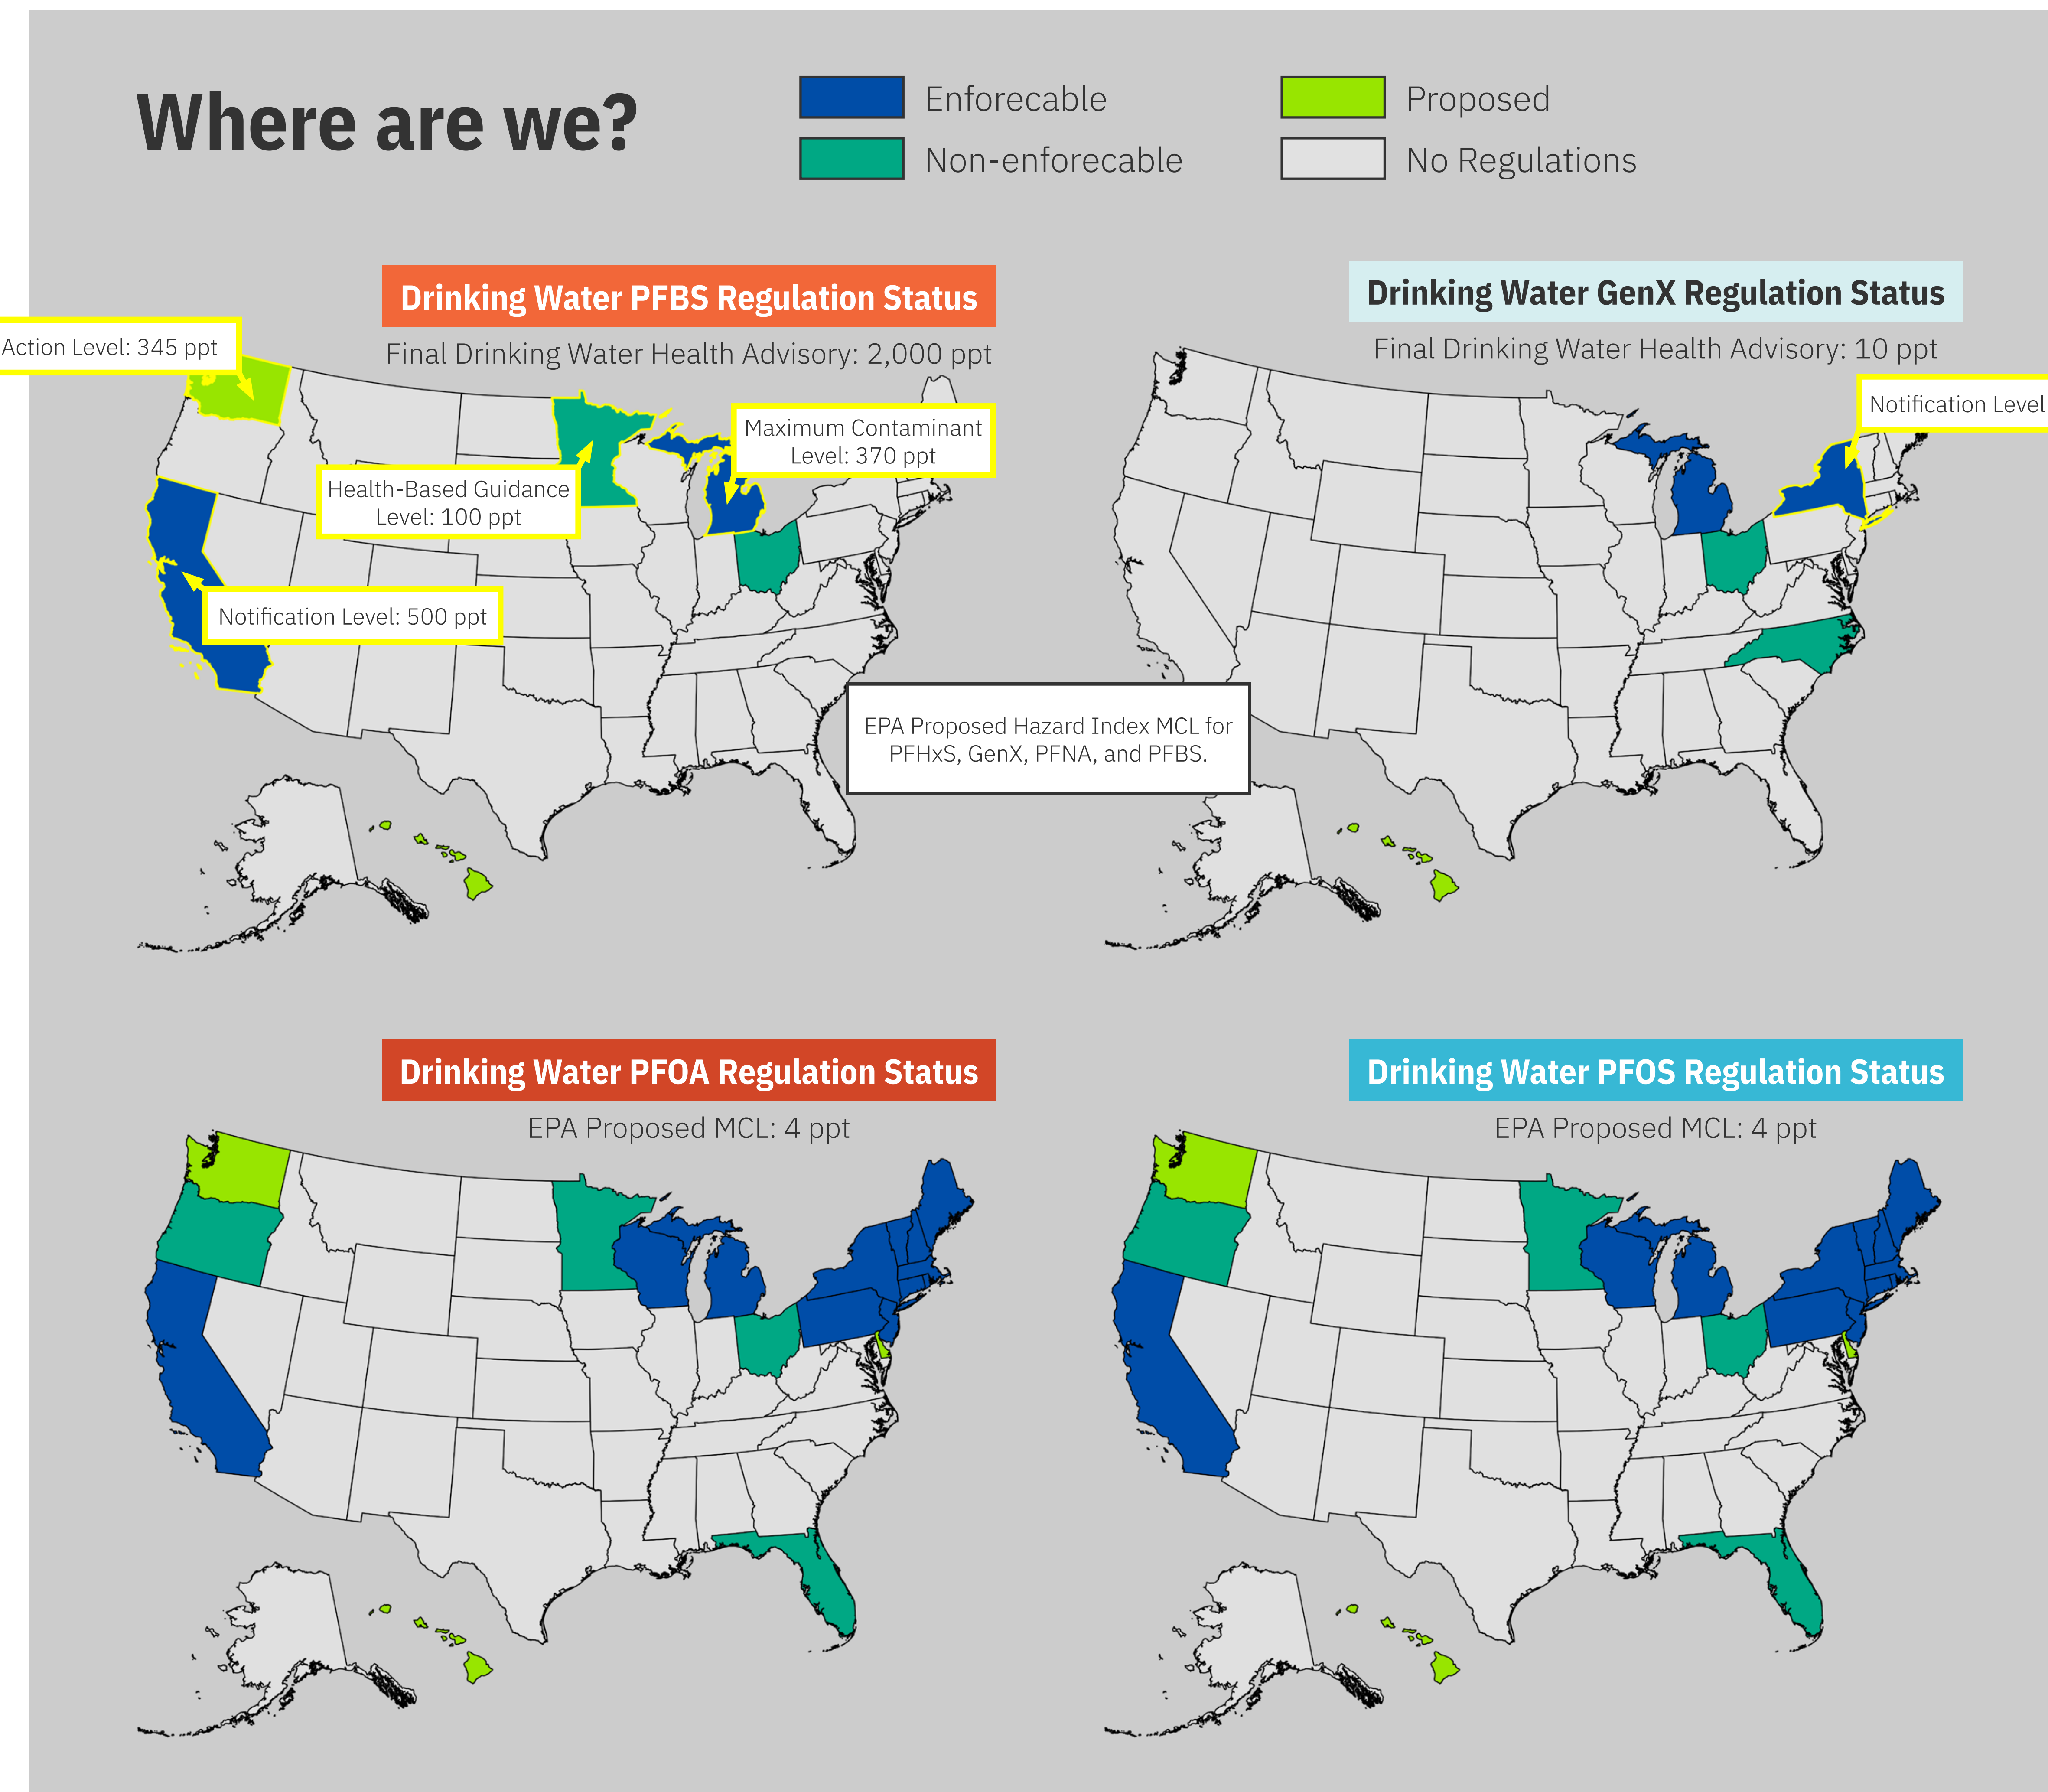 Where are we?
Enforecable
Proposed
Non-enforecable
No Regulations
Drinking Water PFBS Regulation Status
Final Drinking Water Health Advisory: 2,000 ppt
Action Level: 345 ppt
Maximum Contaminant
Level: 370 ppt
Health-Based Guidance
Level: 100 ppt
Notification Level: 500 ppt
Drinking Water GenX Regulation Status
Final Drinking Water Health Advisory: 10 ppt
Notification Level:
EPA Proposed Hazard Index MCL for
PFHxS, GenX, PFNA, and PFBS.
Drinking Water PFOA Regulation Status
EPA Proposed MCL: 4 ppt
Drinking Water PFOS Regulation Status
EPA Proposed MCL: 4 ppt